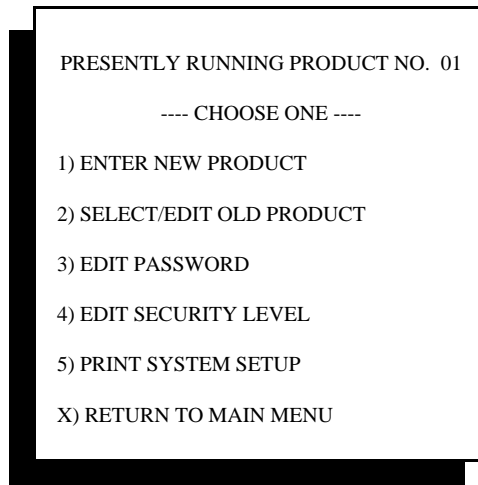 PRESENTLY RUNNING PRODUCT NO. 01
---- CHOOSE ONE ----
1) ENTER NEW PRODUCT
2) SELECT/EDIT OLD PRODUCT
3) EDIT PASSWORD
4) EDIT SECURITY LEVEL
5) PRINT SYSTEM SETUP
X) RETURN TO MAIN MENU